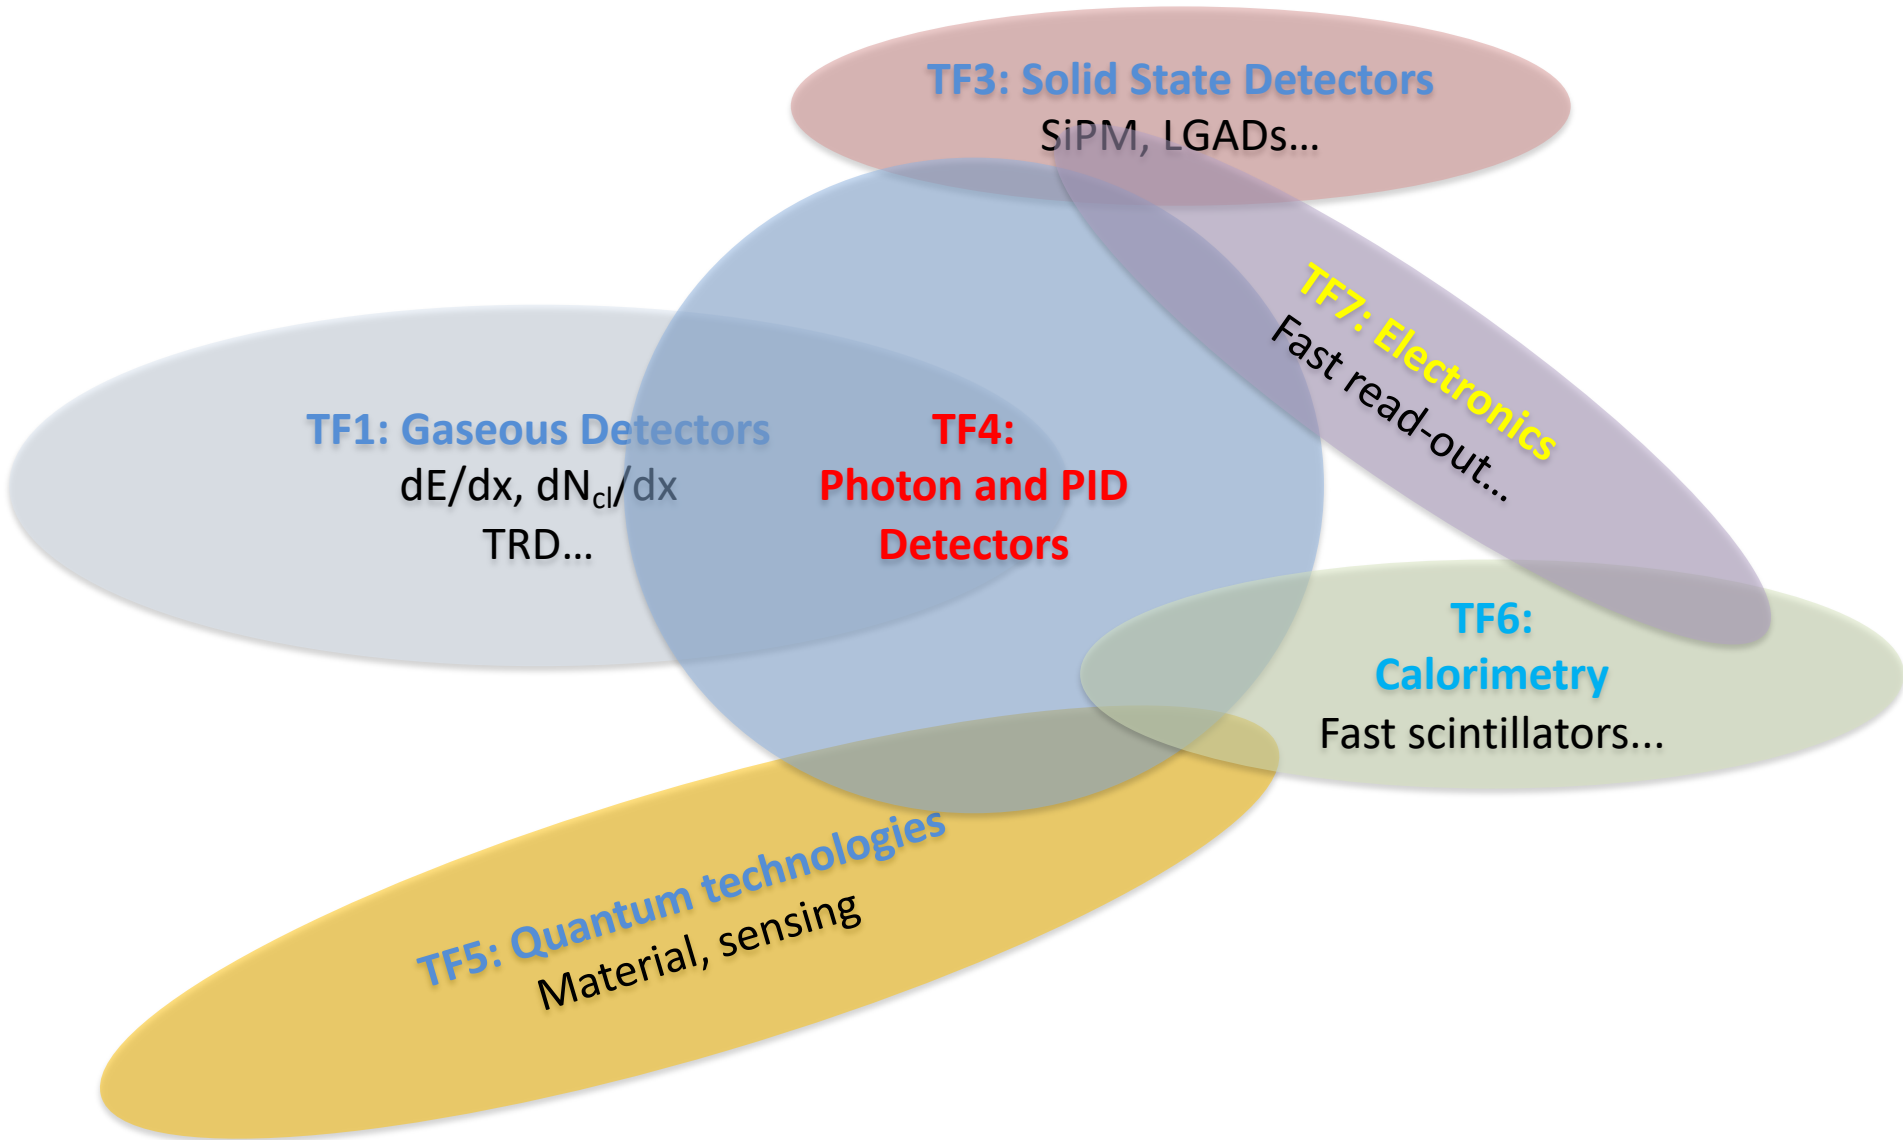 TF3: Solid State Detectors
SiPM, LGADs...
TF7: Electronics
Fast read-out...
TF1: Gaseous Detectors
dE/dx, dNcl/dx
TRD...
TF4:
Photon and PID
Detectors
TF6:
Calorimetry
Fast scintillators...
TF5: Quantum technologies
Material, sensing